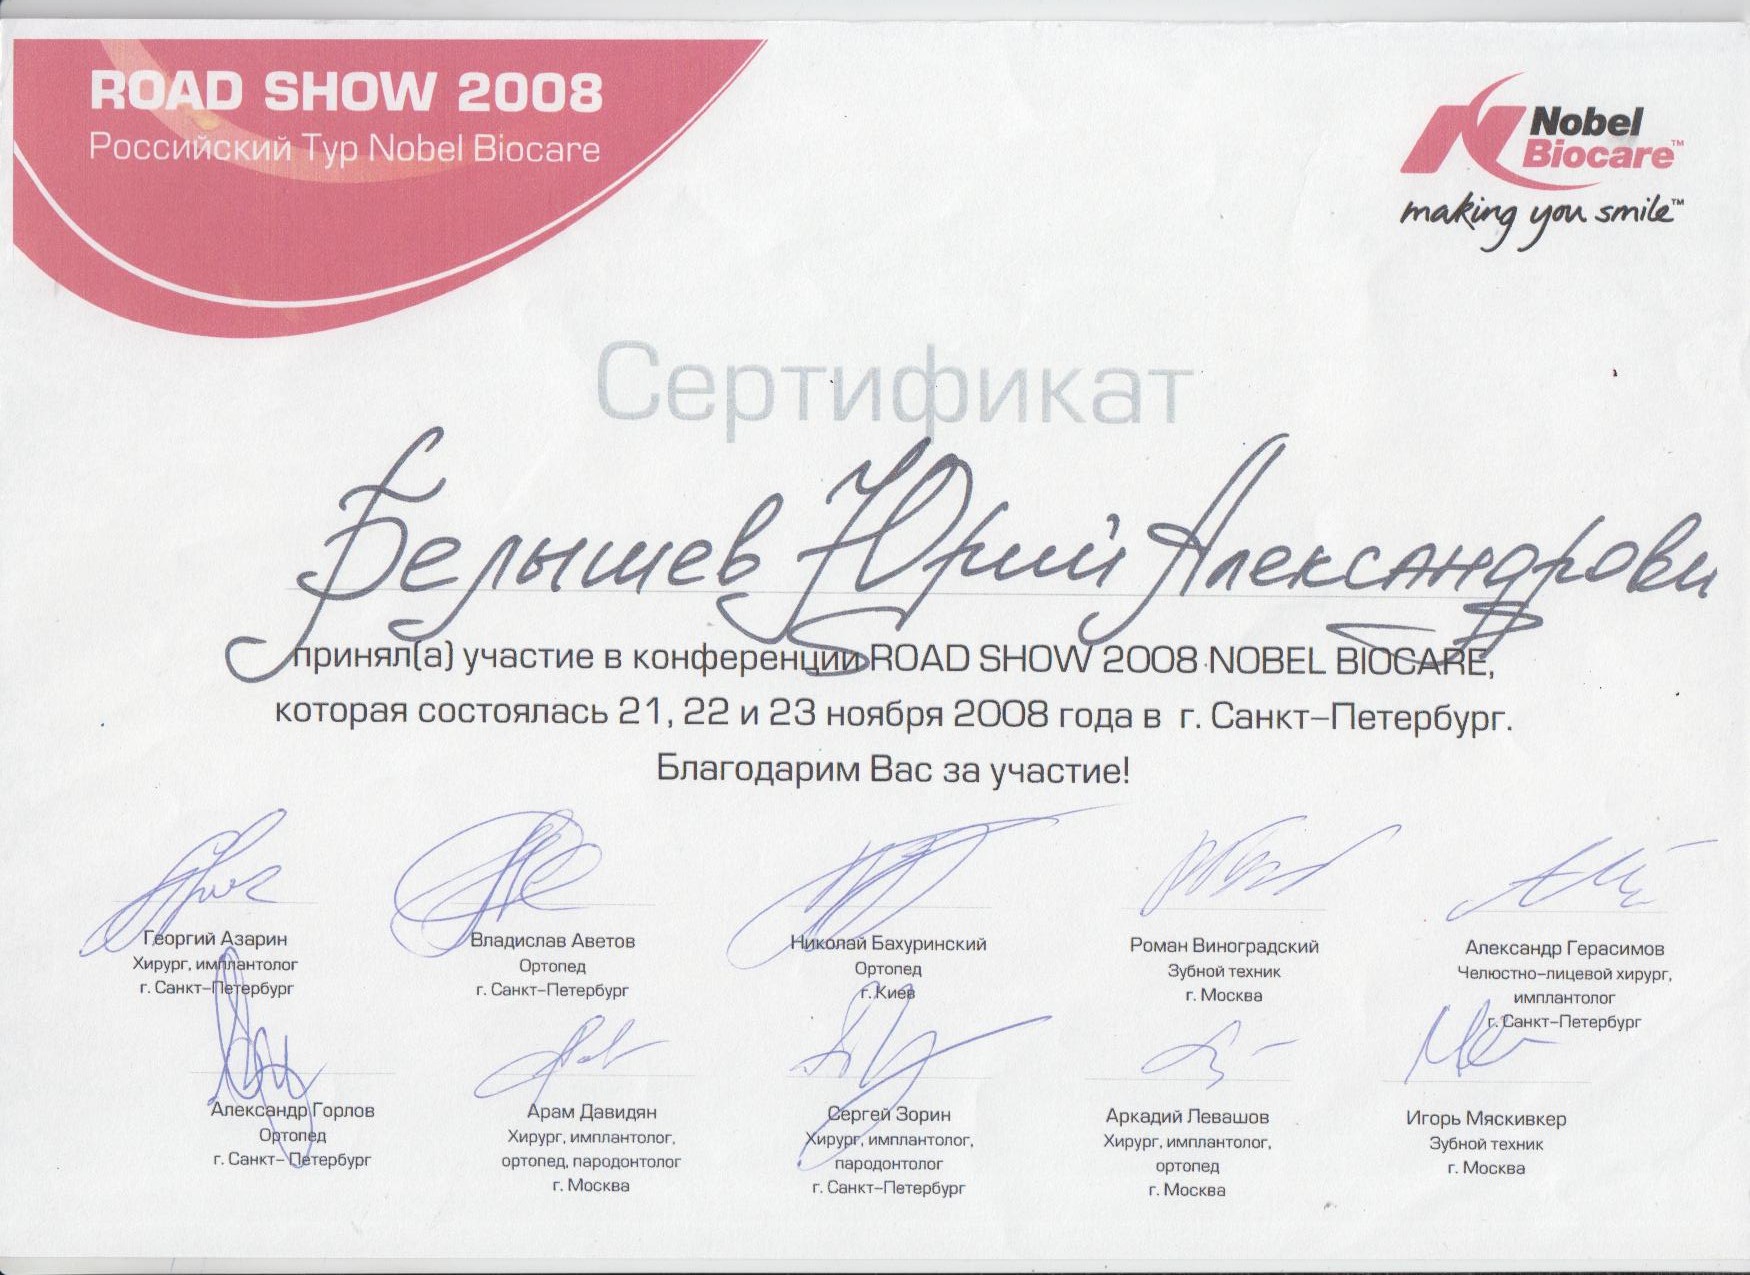 ROAD SHOW 2008
Российский Тур Nobel Biocare
Nobel
Biocare™
making you smile™
Сертификат
Белышев Юрий Александрович
принял(а) участие в конференции ROAD SHOW 2008 NOBEL BIOCARE,
которая состоялась 21, 22 и 23 ноября 2008 года в г. Санкт-Петербург.
Благодарим Вас за участие!
Георгий Азарин
Хирург, имплантолог
г. Санкт-Петербург
Владислав Аветов
Ортопед
г. Санкт-Петербург
Николай Бахуринский
Ортопед
г. Киев
Роман Виноградский
Зубной техник
г. Москва
Александр Герасимов
Челюстно-лицевой хирург,
имплантолог
г. Санкт-Петербург
Александр Горлов
Ортопед
г. Санкт- Петербург
Арам Давидян
Хирург, имплантолог,
ортопед, пародонтолог
г. Москва
Сергей Зорин
Хирург, имплантолог,
пародонтолог
г. Санкт-Петербург
Аркадий Левашов
Хирург, имплантолог,
ортопед
г. Москва
Игорь Мяскивкер
Зубной техник
г. Москва